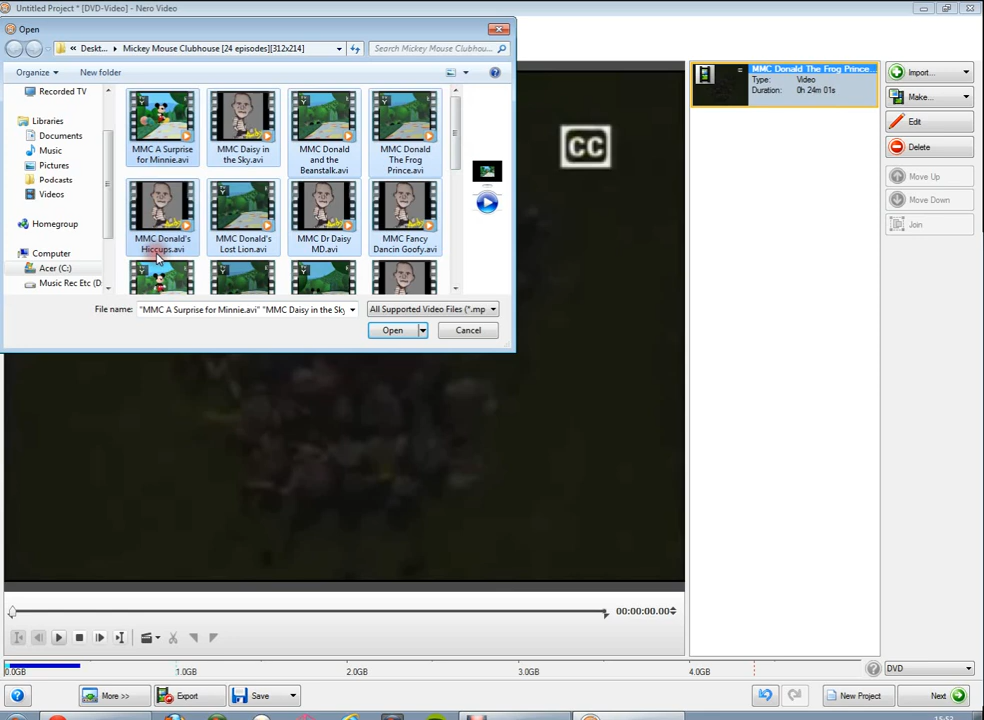 Untitled Project * [DVD-Video] - Nero Video
Open
« Deskt... ▸ Mickey Mouse Clubhouse [24 episodes][312x214]
Search Mickey Mouse Clubhou...
Organize
New folder
Recorded TV
Libraries
Documents
Music
Pictures
Podcasts
Videos
Homegroup
Computer
Acer (C:)
Music Rec Etc (D
MMC A Surprise for Minnie.avi
MMC Daisy in the Sky.avi
MMC Donald and the Beanstalk.avi
MMC Donald The Frog Prince.avi
MMC Donald's Hiccups.avi
MMC Donald's Lost Lion.avi
MMC Dr Daisy MD.avi
MMC Fancy Dancin Goofy.avi
File name:
"MMC A Surprise for Minnie.avi" "MMC Daisy in the Sky
All Supported Video Files (*.mp
Open
Cancel
CC
MMC Donald The Frog Prince...
Type: Video
Duration: 0h 24m 01s
Import...
Make...
Edit
Delete
Move Up
Move Down
Join
00:00:00.00
0.0GB
1.0GB
2.0GB
3.0GB
4.0GB
DVD
More >>
Export
Save
New Project
Next